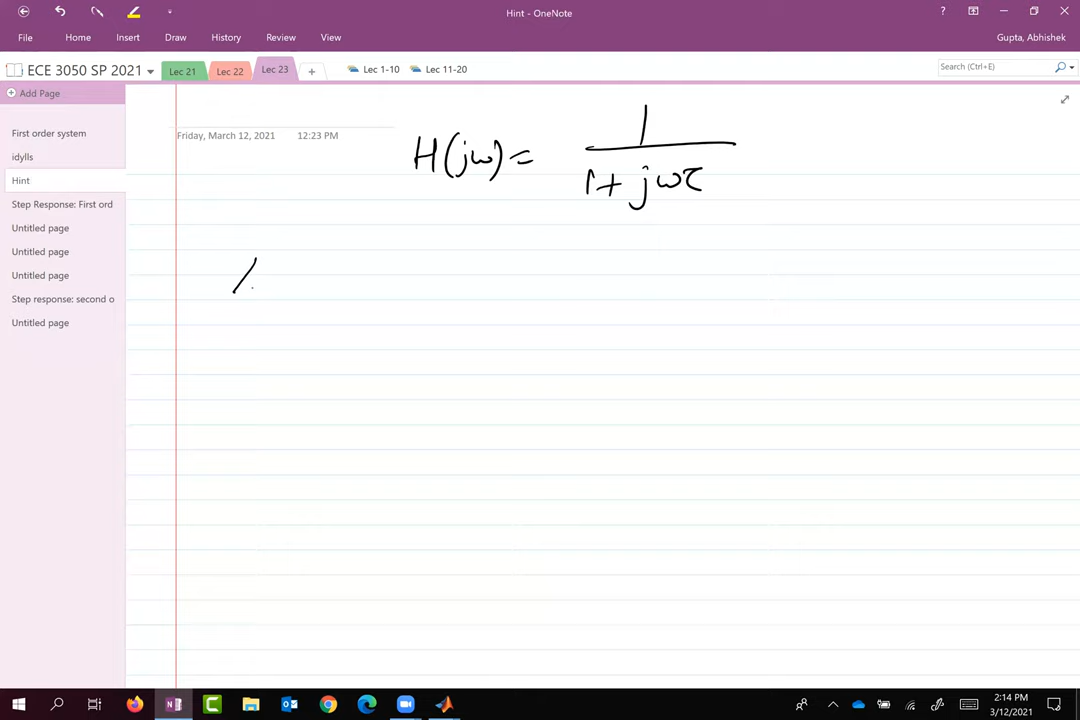 Hint - OneNote
?
File Home Insert Draw History Review View
Gupta, Abhishek
ECE 3050 SP 2021 Lec 21 Lec 22 Lec 23 + Lec 1-10 Lec 11-20
Search (Ctrl+E)
Add Page
Friday, March 12, 2021 12:23 PM
First order system
idylls
Hint
Step Response: First ord
Untitled page
Untitled page
Untitled page
Step response: second o
Untitled page
H(jω) = 1
1 + jωτ
2:14 PM
3/12/2021